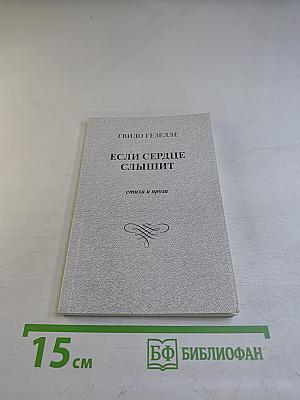 ГВИДО ГЕЗЕЛЛЕ
ЕСЛИ СЕРДЦЕ
СЛЫШИТ
стихи и проза
15 см
БФ БИБЛИОФАН